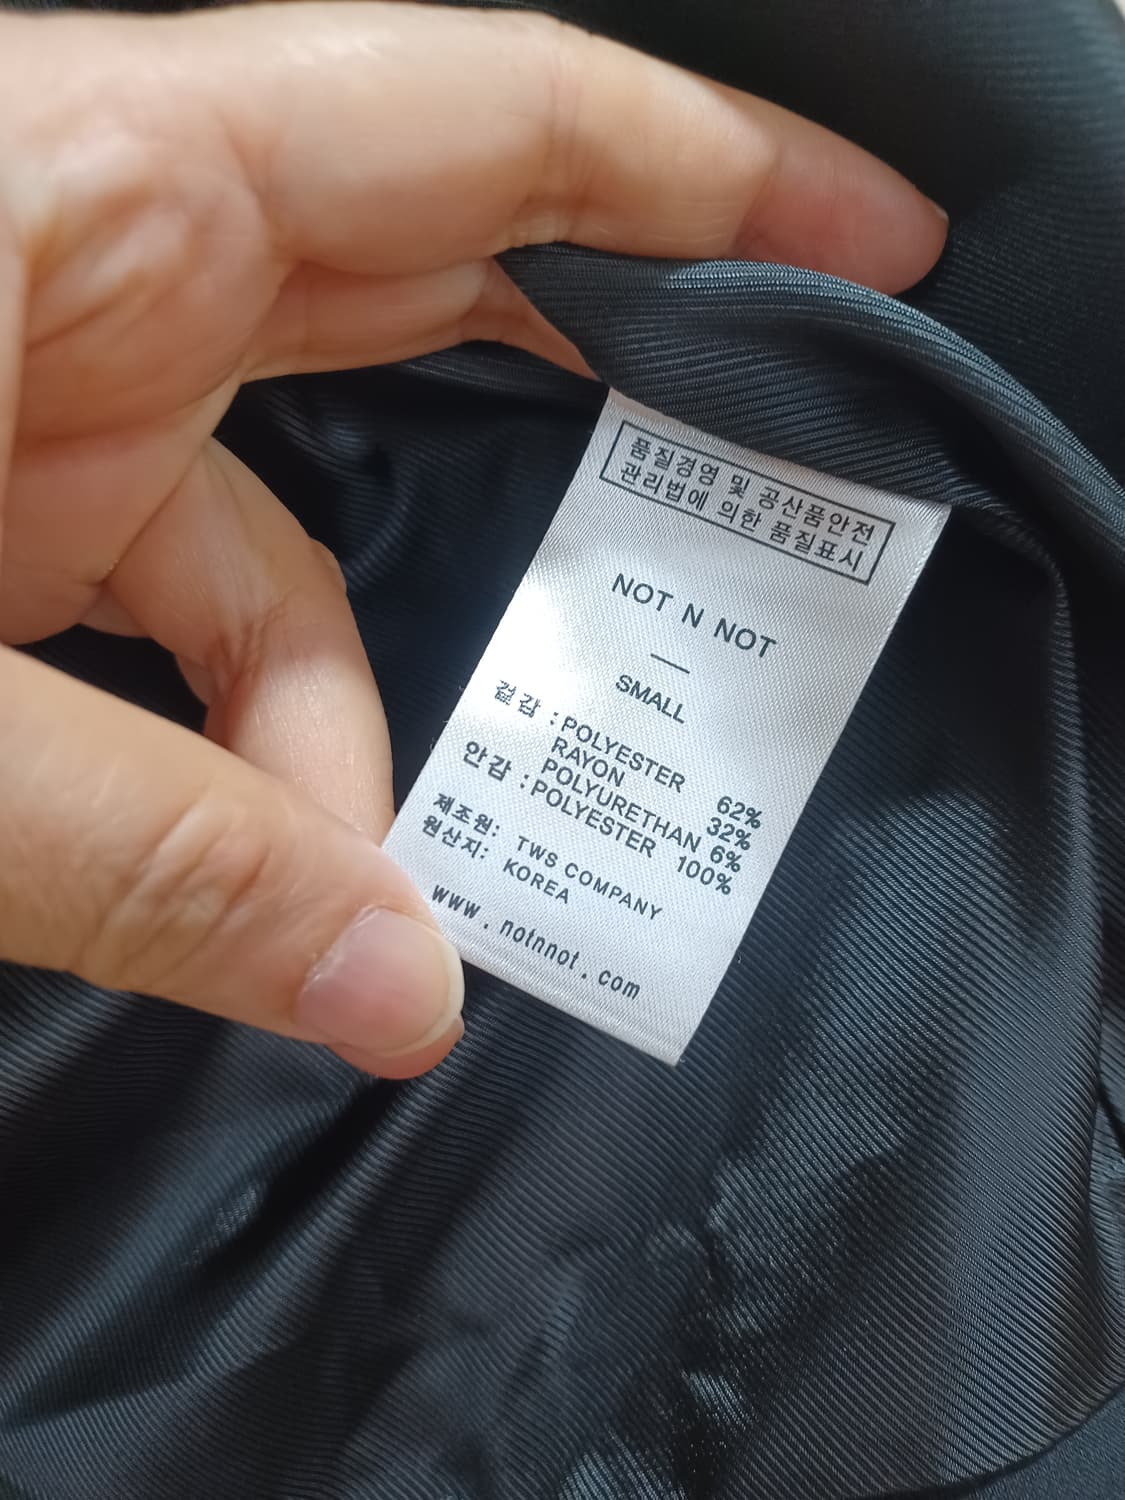 품질경영 및 공산품안전
관리법에 의한 품질표시
NOT N NOT
SMALL
겉감 : POLYESTER 62%
RAYON 32%
POLYURETHAN 6%
안감 : POLYESTER 100%
제조원: TWS COMPANY
원산지: KOREA
www.notnnot.com